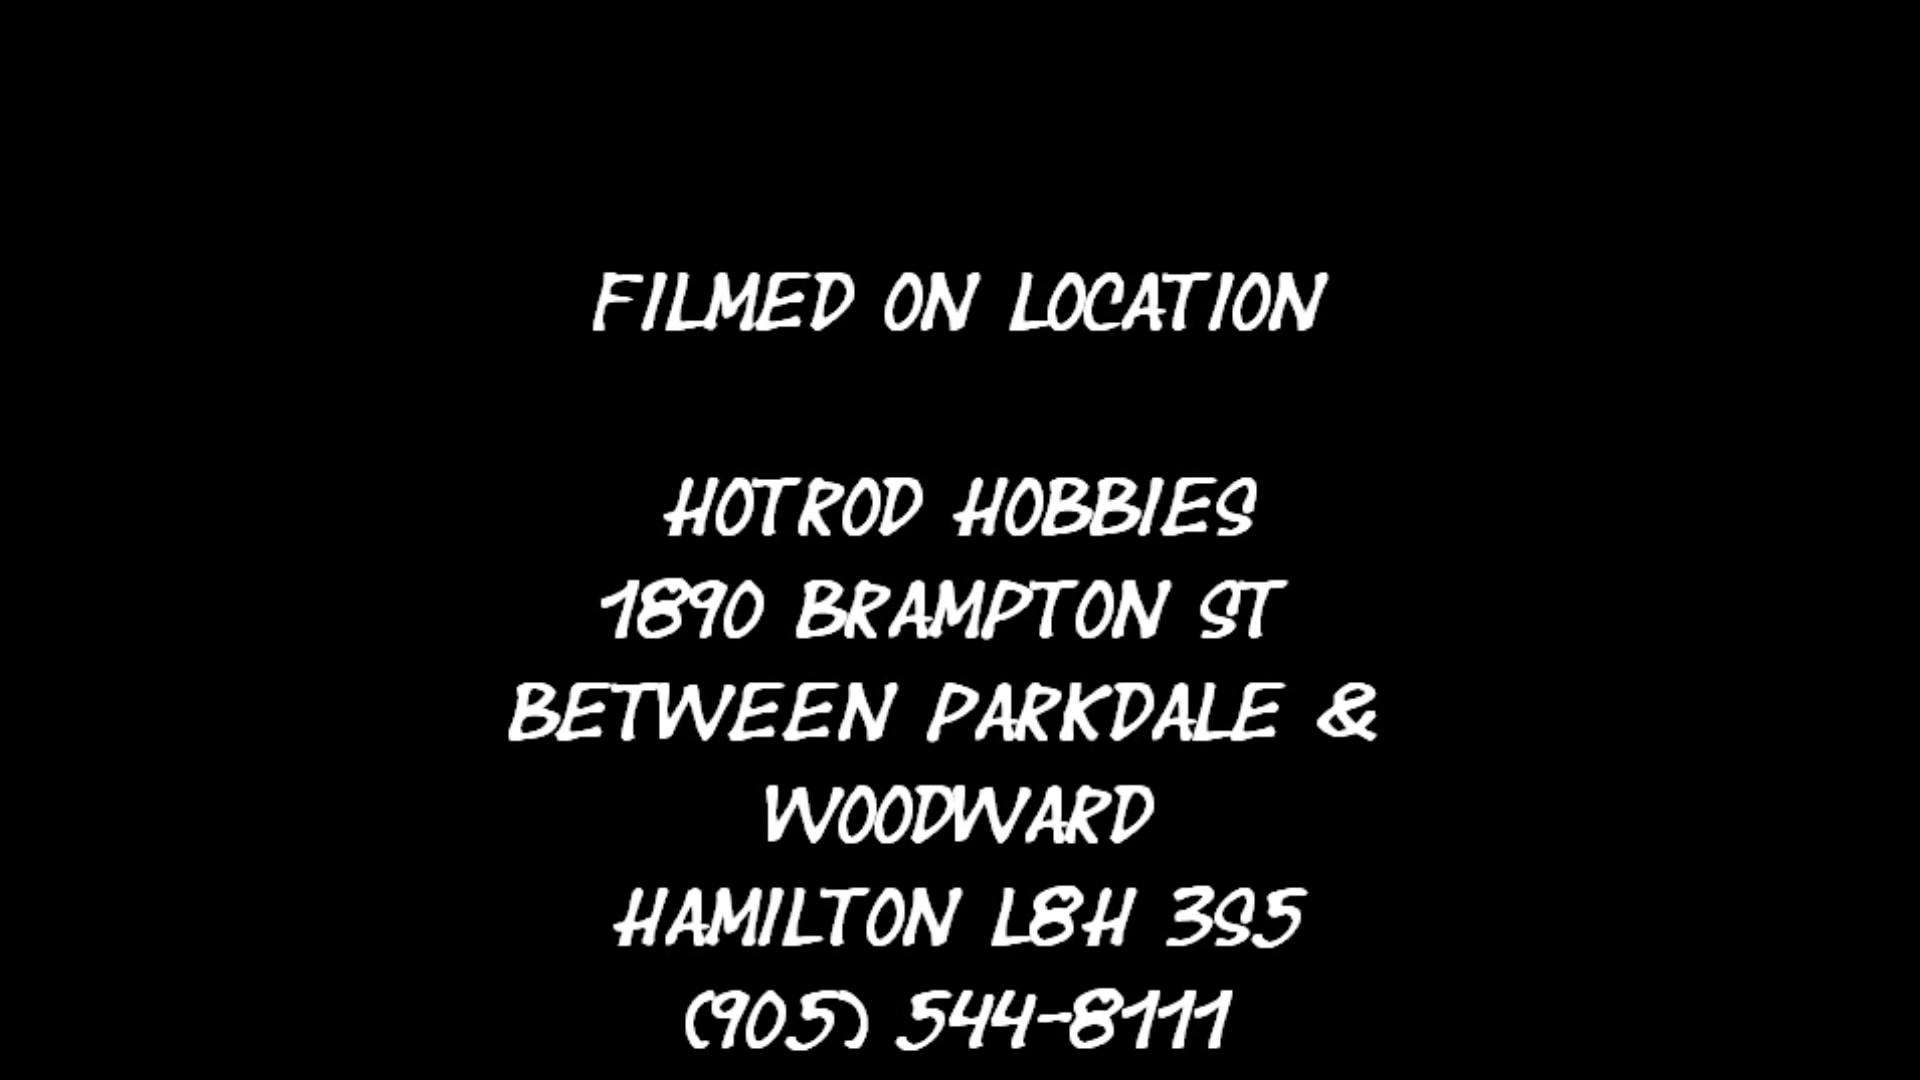 FILMED ON LOCATION
HOTROD HOBBIES
1890 BRAMPTON ST
BETWEEN PARKDALE &
WOODWARD
HAMILTON L8H 3S5
(905) 544-8111